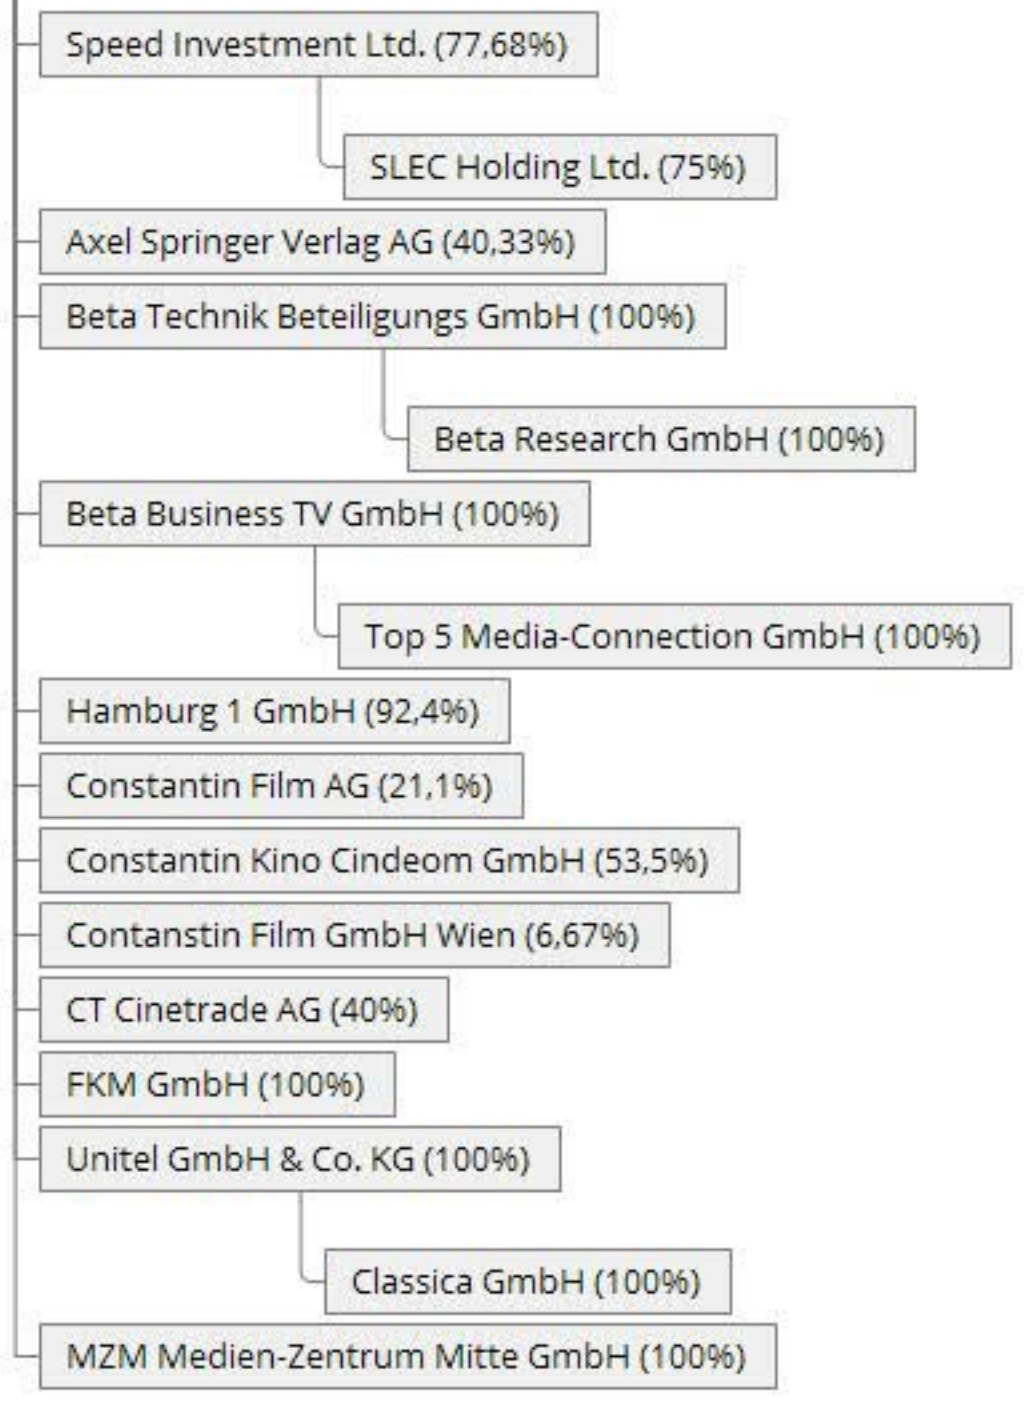 Speed Investment Ltd. (77,68%)
SLEC Holding Ltd. (75%)
Axel Springer Verlag AG (40,33%)
Beta Technik Beteiligungs GmbH (100%)
Beta Research GmbH (100%)
Beta Business TV GmbH (100%)
Top 5 Media-Connection GmbH (100%)
Hamburg 1 GmbH (92,4%)
Constantin Film AG (21,1%)
Constantin Kino Cindeom GmbH (53,5%)
Contanstin Film GmbH Wien (6,67%)
CT Cinetrade AG (40%)
FKM GmbH (100%)
Unitel GmbH & Co. KG (100%)
Classica GmbH (100%)
MZM Medien-Zentrum Mitte GmbH (100%)